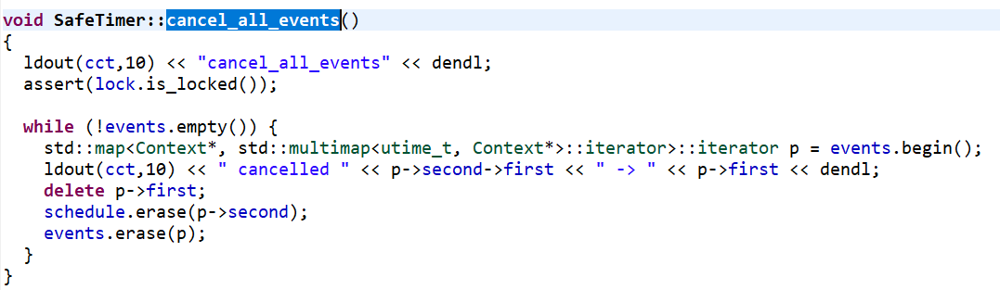 void SafeTimer::cancel_all_events()
{
  ldout(cct,10) << "cancel_all_events" << dendl;
  assert(lock.is_locked());

  while (!events.empty()) {
    std::map<Context*, std::multimap<utime_t, Context*>::iterator>::iterator p = events.begin();
    ldout(cct,10) << " cancelled " << p->second->first << " -> " << p->first << dendl;
    delete p->first;
    schedule.erase(p->second);
    events.erase(p);
  }
}